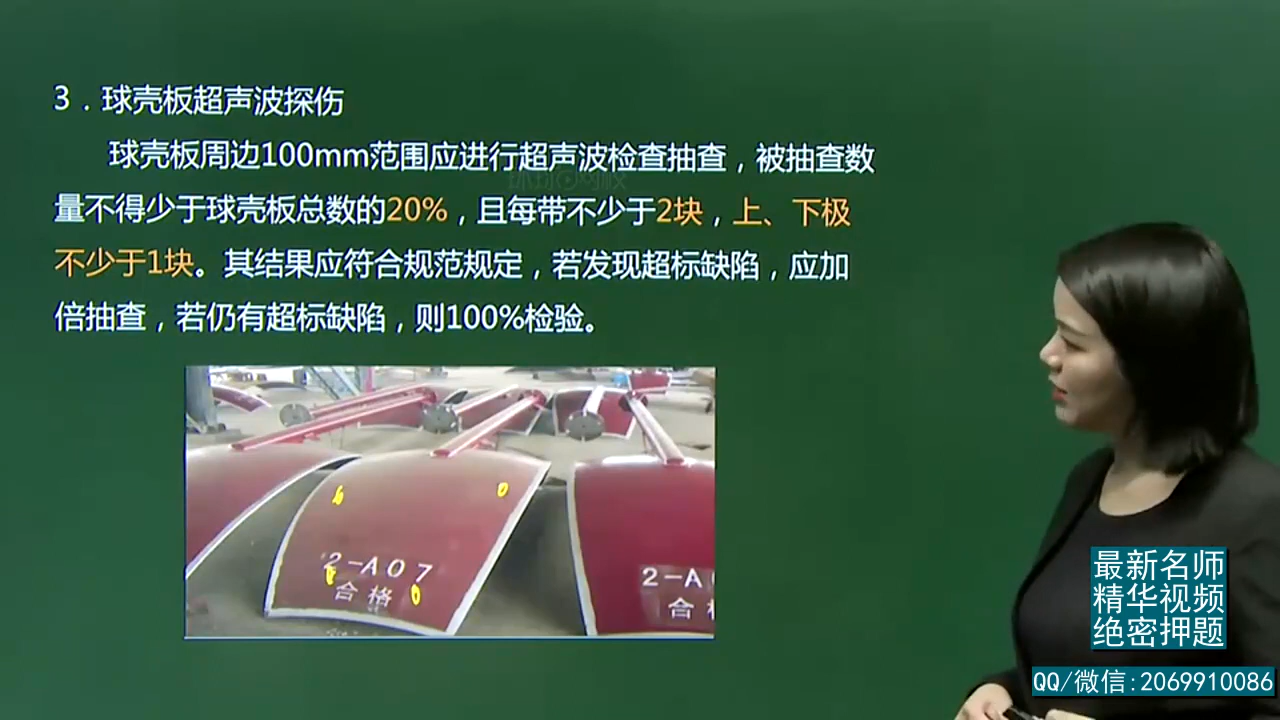 3．球壳板超声波探伤
球壳板周边100mm范围应进行超声波检查抽查，被抽查数
量不得少于球壳板总数的20%，且每带不少于2块，上、下极
不少于1块。其结果应符合规范规定，若发现超标缺陷，应加
倍抽查，若仍有超标缺陷，则100%检验。
2-A07
合格
2-A0
合格
最新名师
精华视频
绝密押题
QQ/微信:2069910086